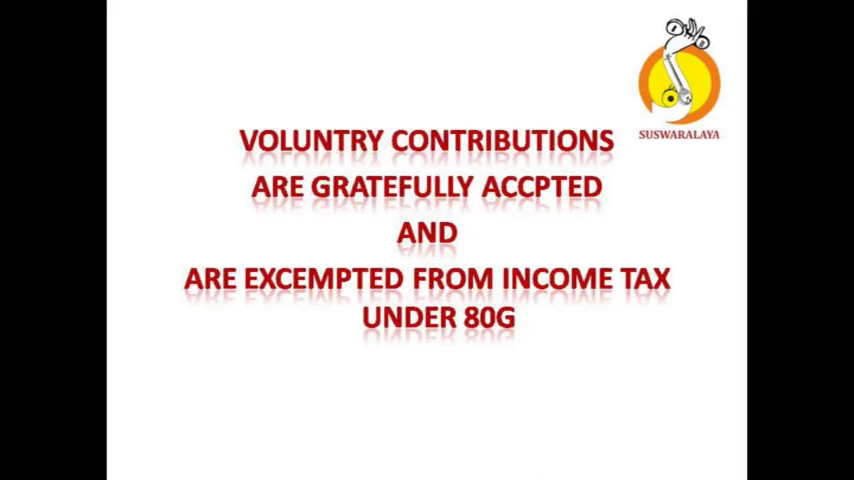 SUSWARALAYA
VOLUNTRY CONTRIBUTIONS
ARE GRATEFULLY ACCPTED
AND
ARE EXCEMPTED FROM INCOME TAX
UNDER 80G